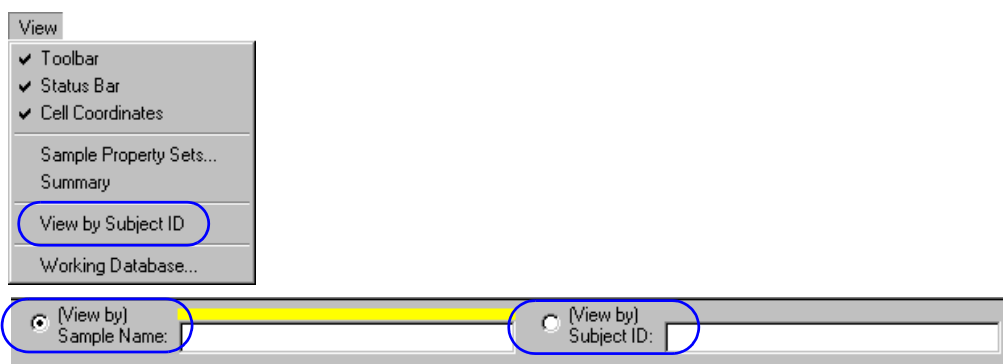 View
Toolbar
Status Bar
Cell Coordinates
Sample Property Sets...
Summary
View by Subject ID
Working Database...
(View by)
Sample Name:
(View by)
Subject ID: